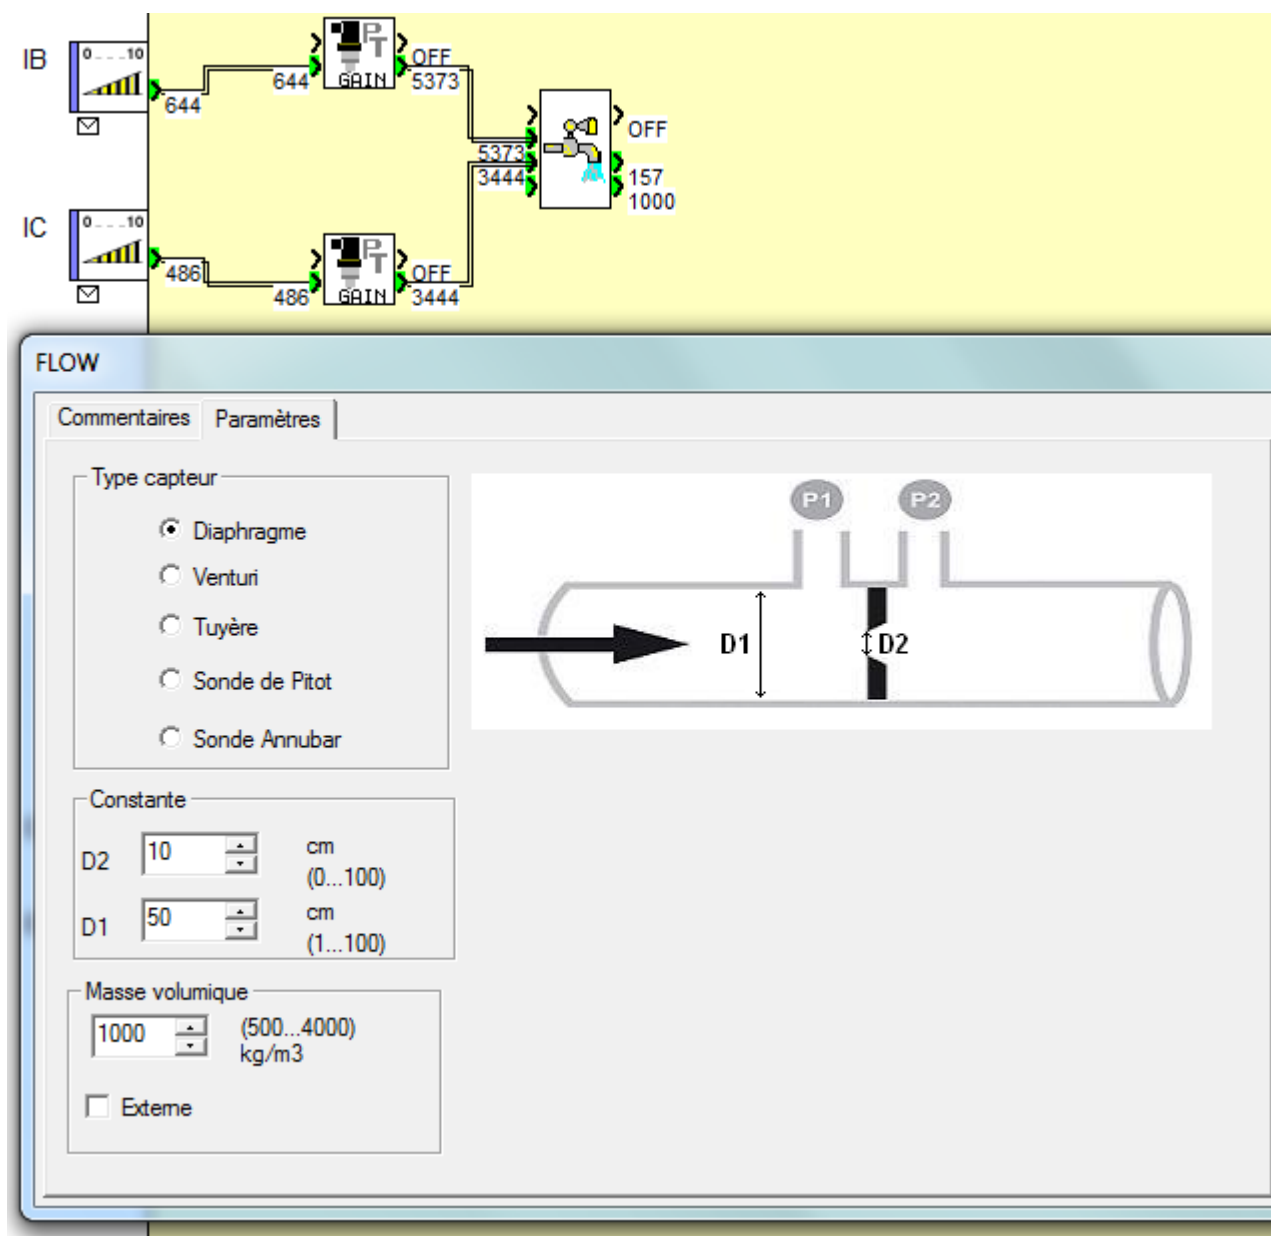 IB
0...10
644
644
PT
GAIN
OFF
5373
5373
3444
OFF
157
1000
IC
0...10
486
486
PT
GAIN
OFF
3444
FLOW
Commentaires
Paramètres
Type capteur
Diaphragme
Venturi
Tuyère
Sonde de Pitot
Sonde Annubar
P1
P2
D1
D2
Constante
D2
10
cm
(0...100)
D1
50
cm
(1...100)
Masse volumique
1000
(500...4000)
kg/m3
Externe